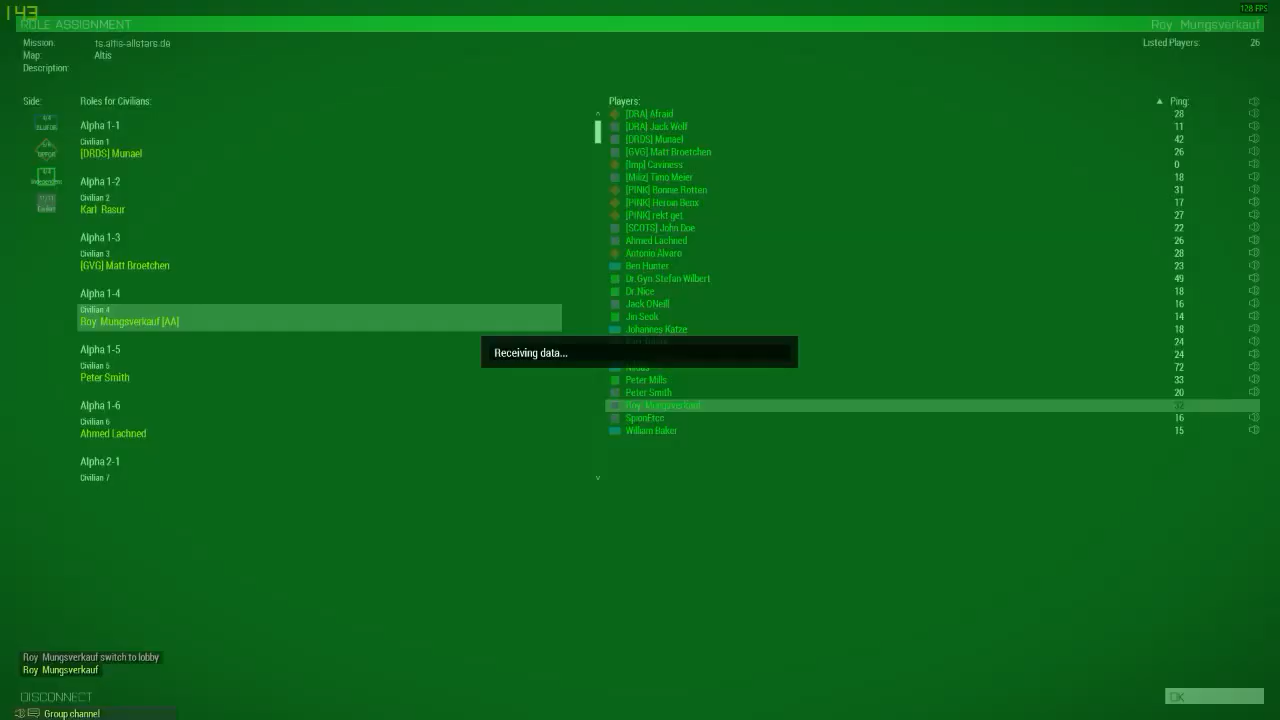 143
128 FPS
ROLE ASSIGNMENT
Roy Mungsverkauf
Mission: ts.altis-allstars.de
Listed Players: 26
Map: Altis
Description:
Side:
Roles for Civilians:
Alpha 1-1
Civilian 1
[DRDS] Munael
Alpha 1-2
Civilian 2
Karl Rasur
Alpha 1-3
Civilian 3
[GVG] Matt Broetchen
Alpha 1-4
Civilian 4
Roy Mungsverkauf [AA]
Alpha 1-5
Civilian 5
Peter Smith
Alpha 1-6
Civilian 6
Ahmed Lachned
Alpha 2-1
Civilian 7
Players: Ping:
[DRA] Afraid 28
[DRA] Jack Wolf 11
[DRDS] Munael 42
[GVG] Matt Broetchen 26
[Imp] Caviness 0
[Miliz] Timo Meier 18
[PINK] Bonnie Rotten 31
[PINK] Heroin Benx 17
[PINK] rekt get 27
[SCOTS] John Doe 22
Ahmed Lachned 26
Antonio Alvaro 28
Ben Hunter 23
Dr.Gyn Stefan Wilbert 49
Dr.Nice 18
Jack ONeill 16
Jin Seok 14
Johannes Katze 18
24
24
72
Peter Mills 33
Peter Smith 20
Roy Mungsverkauf
SpionFtcc 16
William Baker 15
Receiving data...
Roy Mungsverkauf switch to lobby
Roy Mungsverkauf
DISCONNECT
OK
Group channel